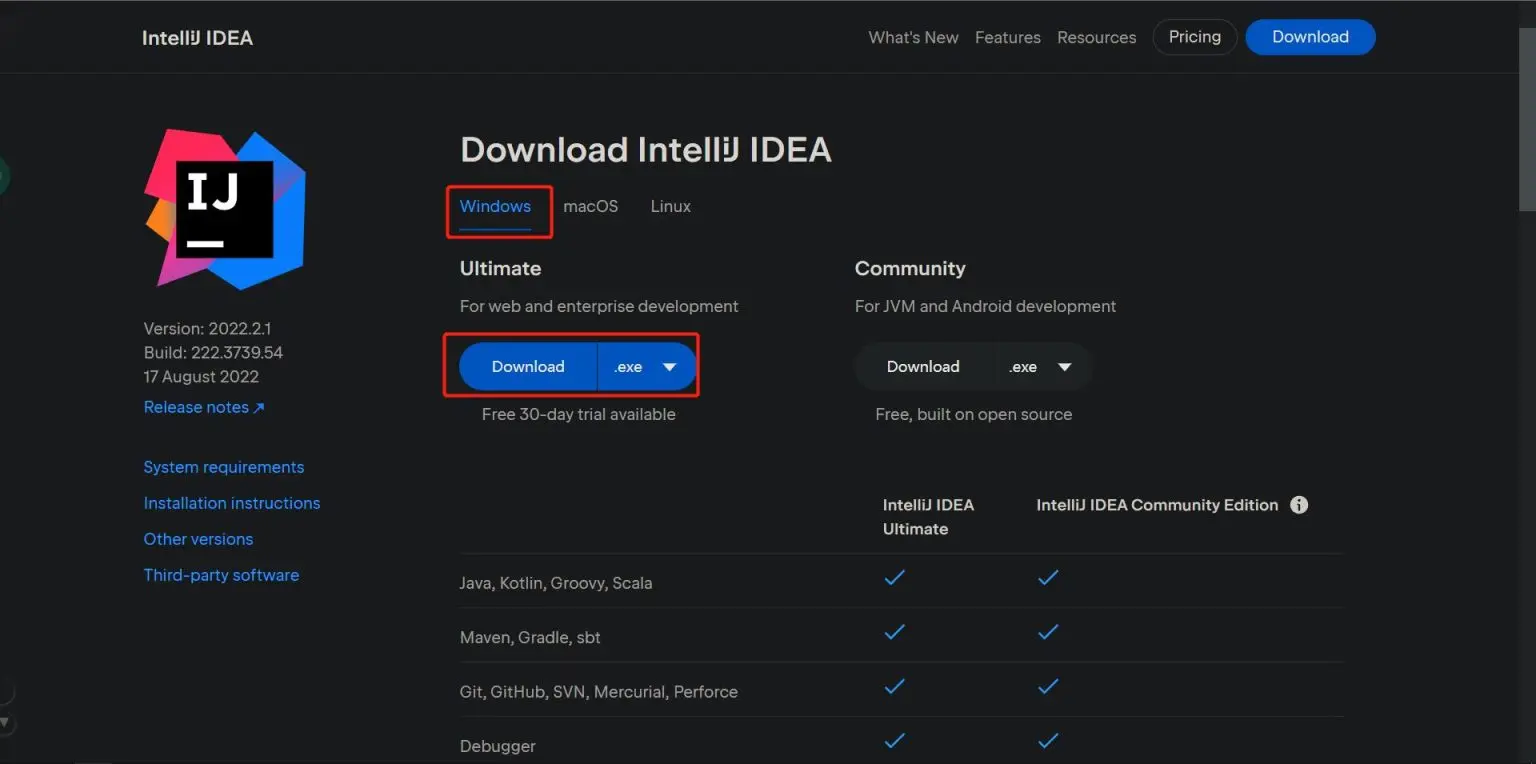 IntelliJ IDEA
What's New Features Resources Pricing Download
IJ
Download IntelliJ IDEA
Windows macOS Linux
Ultimate
For web and enterprise development
Download .exe
Free 30-day trial available
Community
For JVM and Android development
Download .exe
Free, built on open source
Version: 2022.2.1
Build: 222.3739.54
17 August 2022
Release notes ↗
System requirements
Installation instructions
Other versions
Third-party software
IntelliJ IDEA
Ultimate
IntelliJ IDEA Community Edition
Java, Kotlin, Groovy, Scala
Maven, Gradle, sbt
Git, GitHub, SVN, Mercurial, Perforce
Debugger